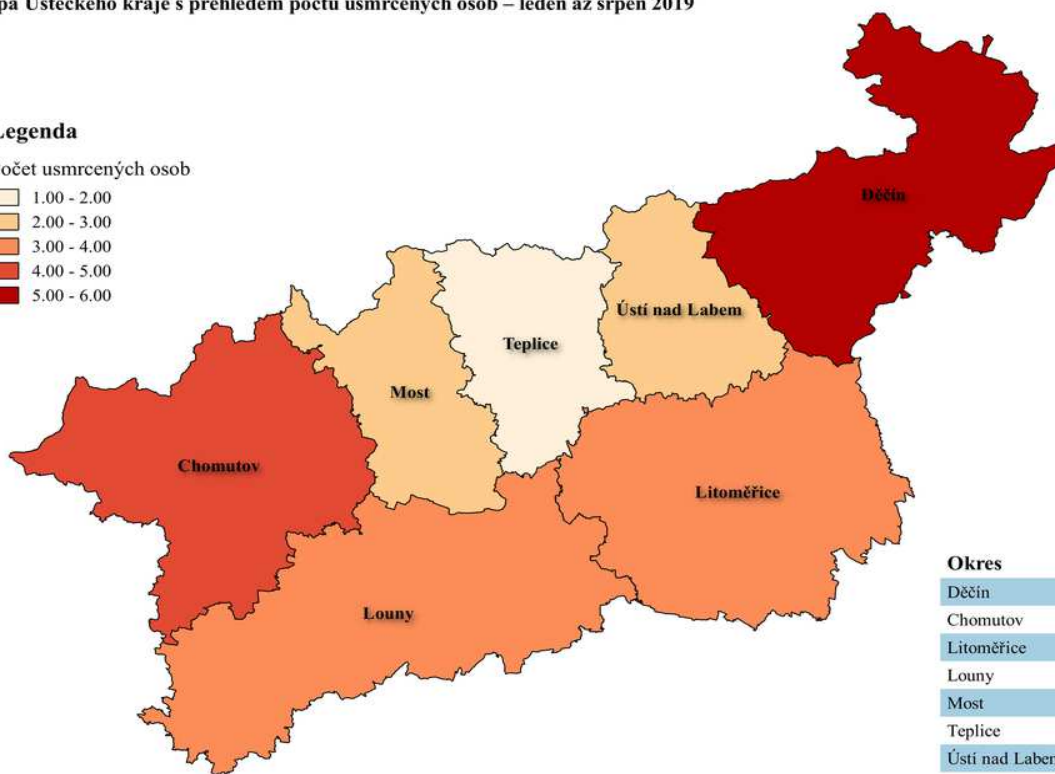 pa Ústeckého kraje s přehledem počtu usmrcených osob – leden až srpen 2019
Legenda
Počet usmrcených osob
1.00 - 2.00
2.00 - 3.00
3.00 - 4.00
4.00 - 5.00
5.00 - 6.00
Děčín
Ústí nad Labem
Teplice
Most
Chomutov
Litoměřice
Louny
Okres
Děčín
Chomutov
Litoměřice
Louny
Most
Teplice
Ústí nad Labem